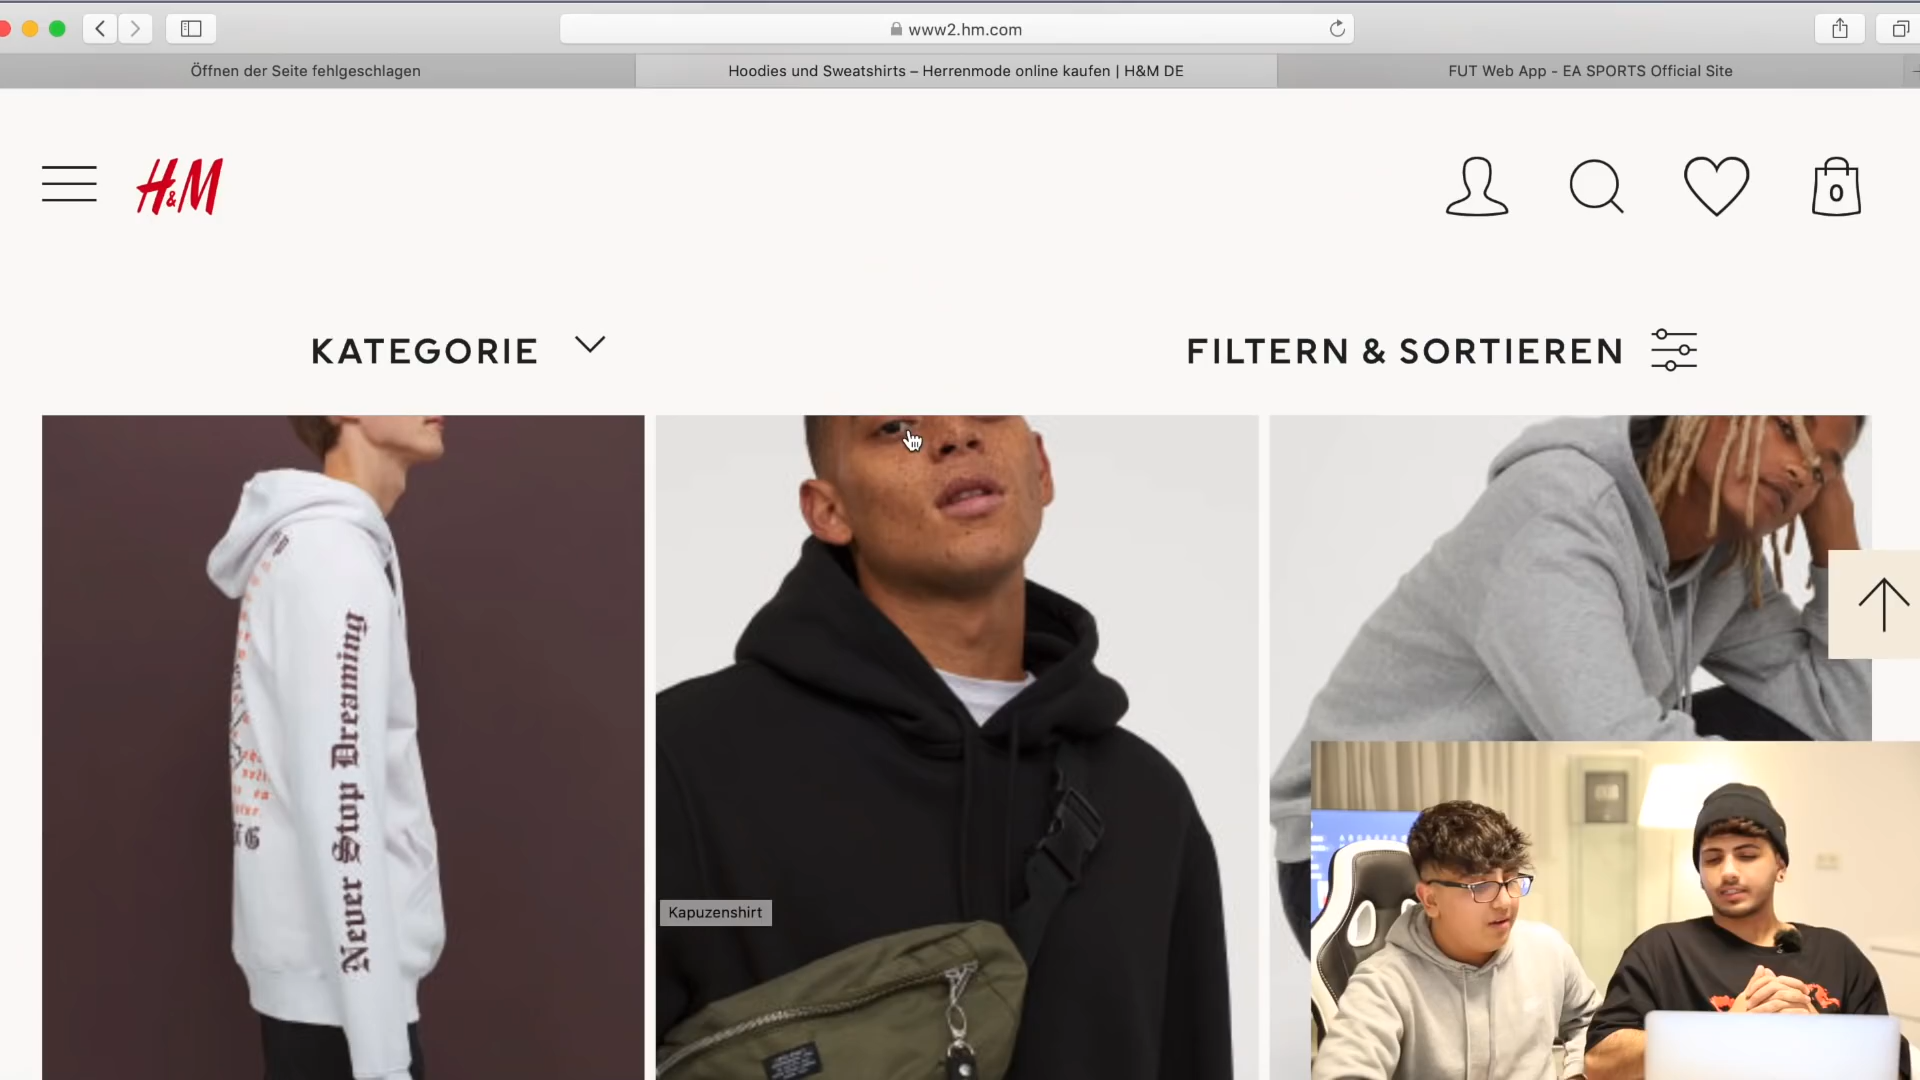 www2.hm.com
Öffnen der Seite fehlgeschlagen
Hoodies und Sweatshirts – Herrenmode online kaufen | H&M DE
FUT Web App - EA SPORTS Official Site
H&M
0
KATEGORIE
FILTERN & SORTIEREN
Never Stop Dreaming
Kapuzenshirt